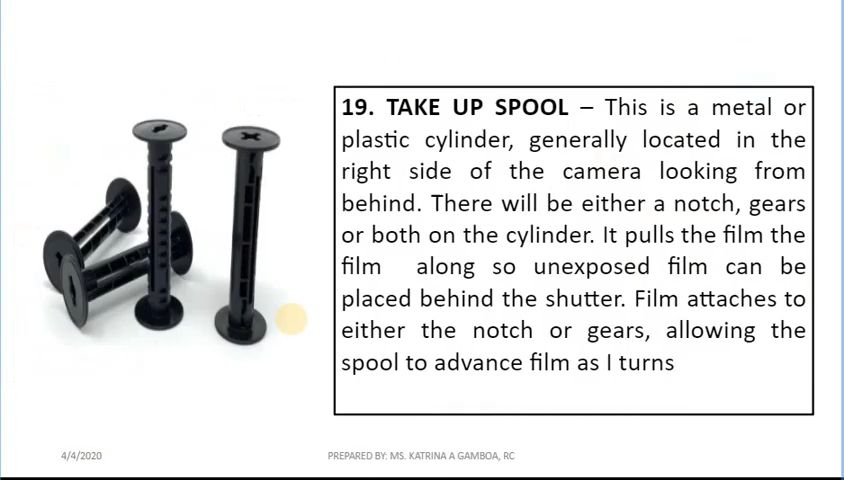 19. TAKE UP SPOOL – This is a metal or
plastic cylinder, generally located in the
right side of the camera looking from
behind. There will be either a notch, gears
or both on the cylinder. It pulls the film the
film along so unexposed film can be
placed behind the shutter. Film attaches to
either the notch or gears, allowing the
spool to advance film as I turns
4/4/2020
PREPARED BY: MS. KATRINA A GAMBOA, RC